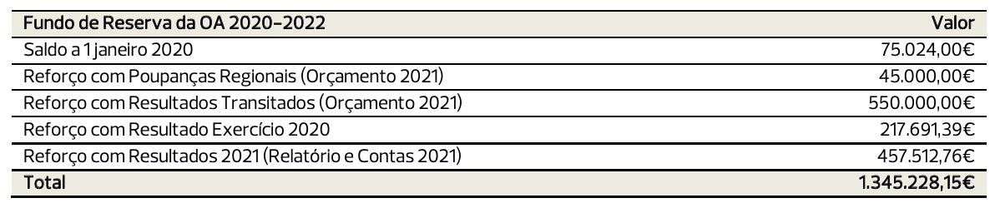 Fundo de Reserva da OA 2020-2022 Valor
Saldo a 1 janeiro 2020 75.024,00€
Reforço com Poupanças Regionais (Orçamento 2021) 45.000,00€
Reforço com Resultados Transitados (Orçamento 2021) 550.000,00€
Reforço com Resultado Exercício 2020 217.691,39€
Reforço com Resultados 2021 (Relatório e Contas 2021) 457.512,76€
Total 1.345.228,15€